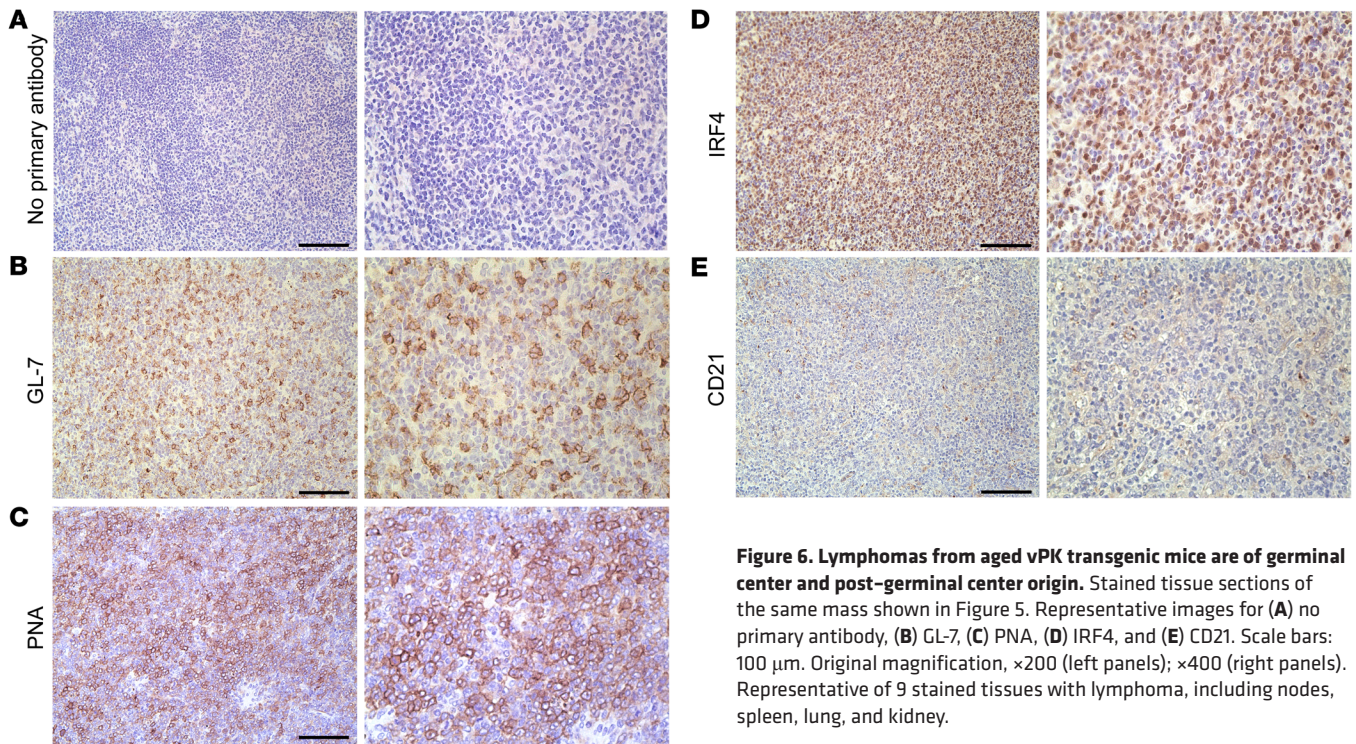 A
No primary antibody
B
GL-7
C
PNA
D
IRF4
E
CD21
Figure 6. Lymphomas from aged vPK transgenic mice are of germinal
center and post–germinal center origin. Stained tissue sections of
the same mass shown in Figure 5. Representative images for (A) no
primary antibody, (B) GL-7, (C) PNA, (D) IRF4, and (E) CD21. Scale bars:
100 μm. Original magnification, ×200 (left panels); ×400 (right panels).
Representative of 9 stained tissues with lymphoma, including nodes,
spleen, lung, and kidney.